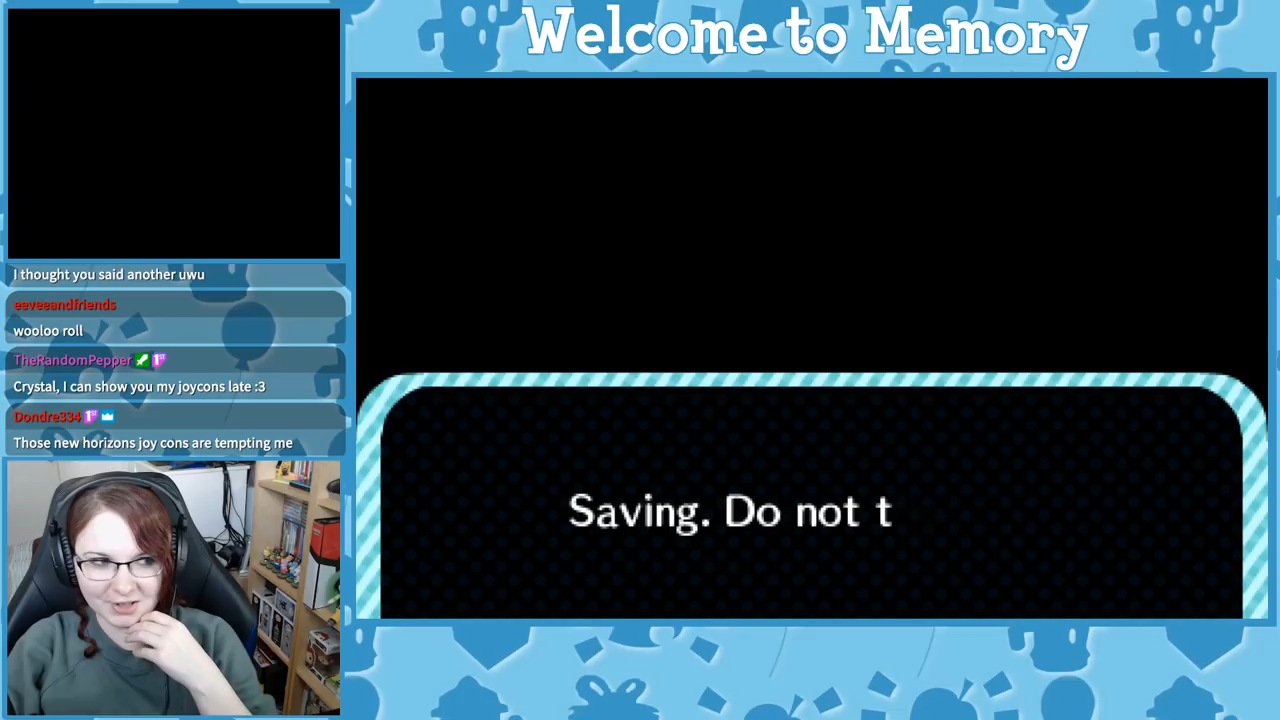 Welcome to Memory
I thought you said another uwu
eeveeandfriends
wooloo roll
TheRandomPepper
Crystal, I can show you my joycons late :3
Dondre334
Those new horizons joy cons are tempting me
Saving. Do not t